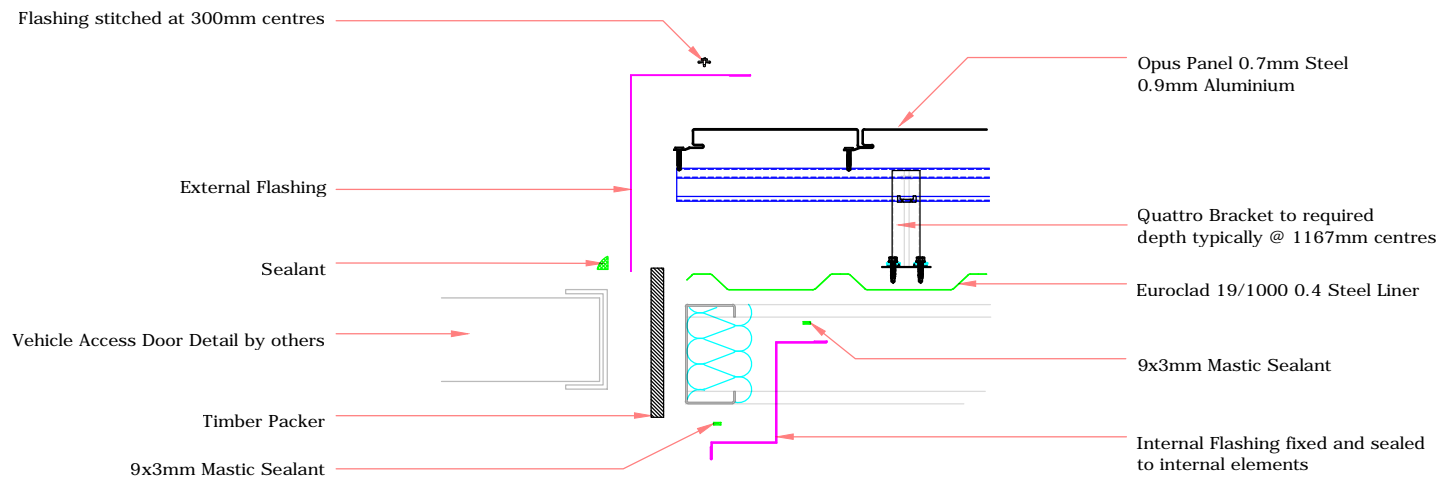 Flashing stitched at 300mm centres
External Flashing
Sealant
Vehicle Access Door Detail by others
Timber Packer
9x3mm Mastic Sealant
Opus Panel 0.7mm Steel
0.9mm Aluminium
Quattro Bracket to required
depth typically @ 1167mm centres
Euroclad 19/1000 0.4 Steel Liner
9x3mm Mastic Sealant
Internal Flashing fixed and sealed
to internal elements